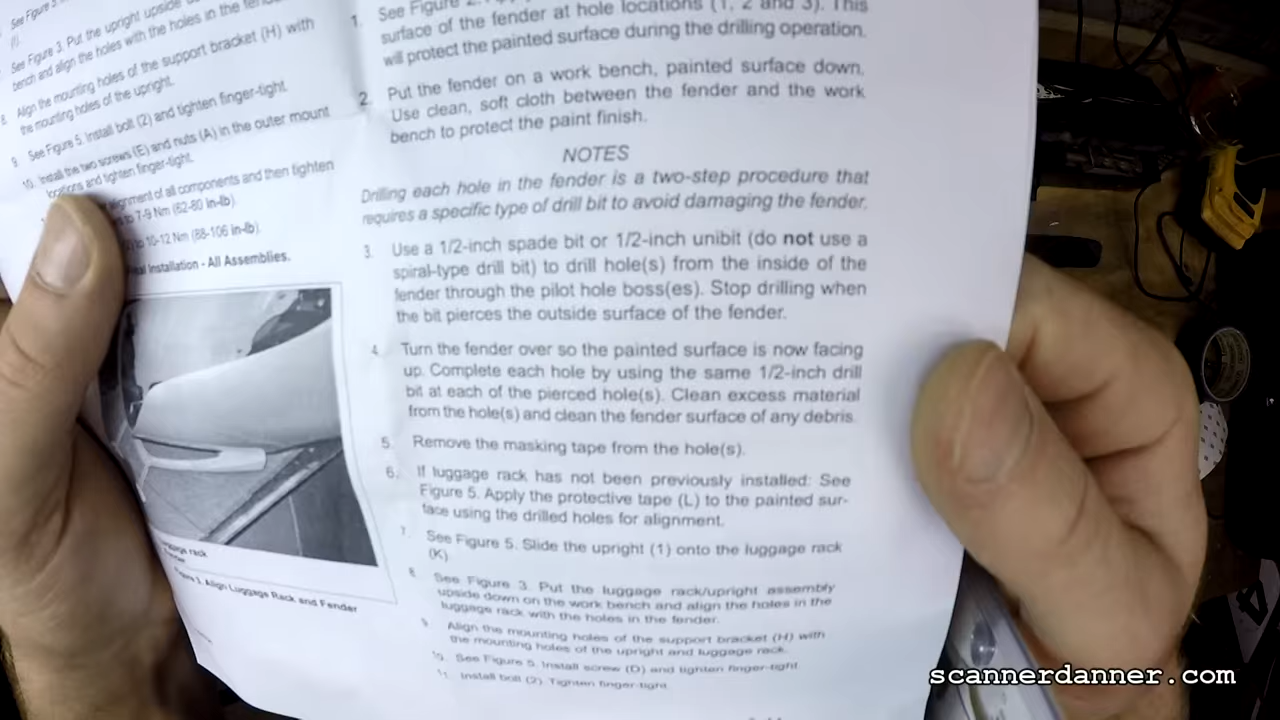 See Figure 3. Put the upright upside
bench and align the holes with the holes in the
8. Align the mounting holes of the support bracket (H) with
the mounting holes of the upright.
9. See Figure 5. Install bolt (2) and tighten finger-tight.
10. Install the two screws (E) and nuts (A) in the outer mount
locations and tighten finger-tight.
alignment of all components and then tighten
to 7-9 Nm (62-80 in-lb).
to 10-12 Nm (88-106 in-lb).
Final Installation - All Assemblies.
luggage rack
Figure 3. Align Luggage Rack and Fender
1. See Figure 2.
surface of the fender at hole locations (1, 2 and 3). This
will protect the painted surface during the drilling operation.
2. Put the fender on a work bench, painted surface down.
Use clean, soft cloth between the fender and the work
bench to protect the paint finish.
NOTES
Drilling each hole in the fender is a two-step procedure that
requires a specific type of drill bit to avoid damaging the fender.
3. Use a 1/2-inch spade bit or 1/2-inch unibit (do not use a
spiral-type drill bit) to drill hole(s) from the inside of the
fender through the pilot hole boss(es). Stop drilling when
the bit pierces the outside surface of the fender.
4. Turn the fender over so the painted surface is now facing
up. Complete each hole by using the same 1/2-inch drill
bit at each of the pierced hole(s). Clean excess material
from the hole(s) and clean the fender surface of any debris.
5. Remove the masking tape from the hole(s).
6. If luggage rack has not been previously installed: See
Figure 5. Apply the protective tape (L) to the painted sur-
face using the drilled holes for alignment.
7. See Figure 5. Slide the upright (1) onto the luggage rack
(K)
8. See Figure 3. Put the luggage rack/upright assembly
upside down on the work bench and align the holes in the
luggage rack with the holes in the fender.
9. Align the mounting holes of the support bracket (H) with
the mounting holes of the upright and luggage rack.
10. See Figure 5. Install screw (D) and tighten finger-tight.
11. Install bolt (2). Tighten finger-tight.
scannerdanner.com